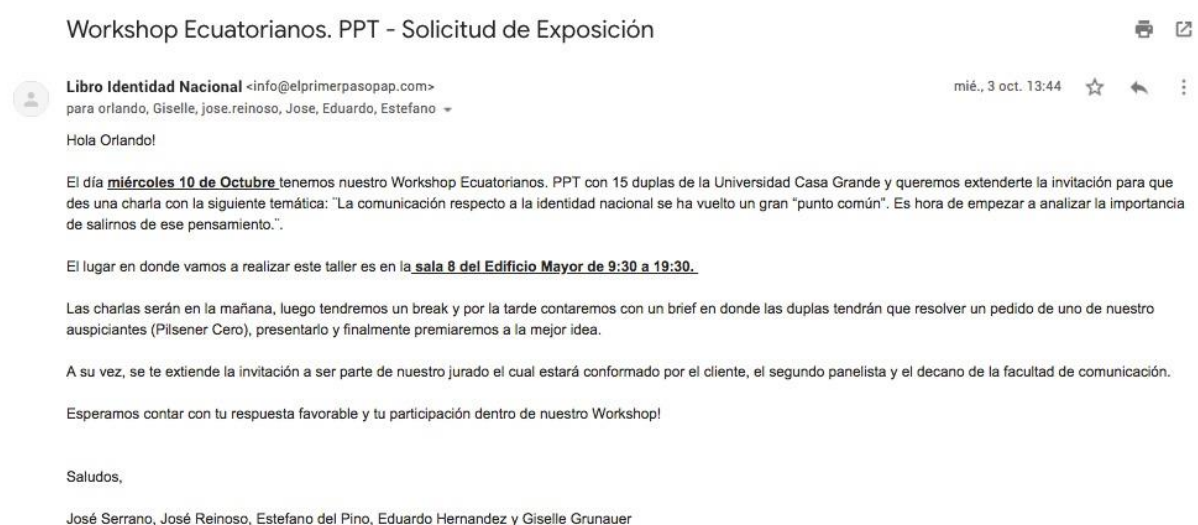 Workshop Ecuatorianos. PPT - Solicitud de Exposición
Libro Identidad Nacional <info@elprimerpasopap.com>
mié., 3 oct. 13:44
para orlando, Giselle, jose.reinoso, Jose, Eduardo, Estefano
Hola Orlando!
El día miércoles 10 de Octubre tenemos nuestro Workshop Ecuatorianos. PPT con 15 duplas de la Universidad Casa Grande y queremos extenderte la invitación para que
des una charla con la siguiente temática: ¨La comunicación respecto a la identidad nacional se ha vuelto un gran “punto común”. Es hora de empezar a analizar la importancia
de salirnos de ese pensamiento.¨.
El lugar en donde vamos a realizar este taller es en la sala 8 del Edificio Mayor de 9:30 a 19:30.
Las charlas serán en la mañana, luego tendremos un break y por la tarde contaremos con un brief en donde las duplas tendrán que resolver un pedido de uno de nuestro
auspiciantes (Pilsener Cero), presentarlo y finalmente premiaremos a la mejor idea.
A su vez, se te extiende la invitación a ser parte de nuestro jurado el cual estará conformado por el cliente, el segundo panelista y el decano de la facultad de comunicación.
Esperamos contar con tu respuesta favorable y tu participación dentro de nuestro Workshop!
Saludos,
José Serrano, José Reinoso, Estefano del Pino, Eduardo Hernandez y Giselle Grunauer